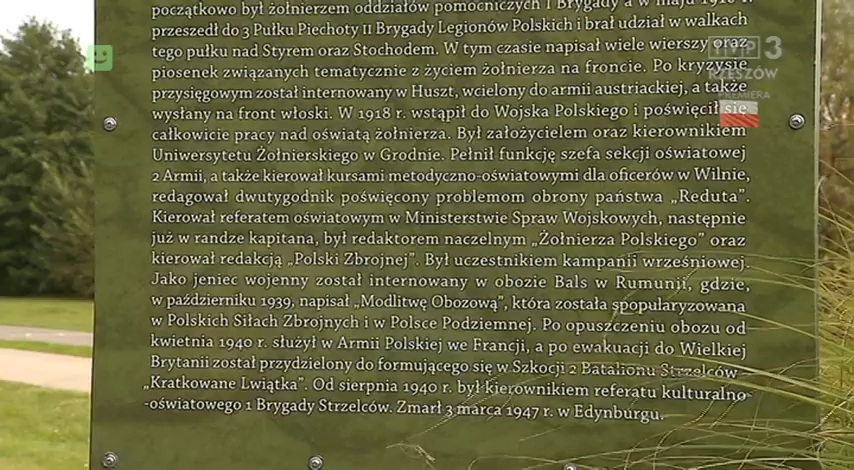 początkowo był żołnierzem oddziałów pomocniczych I Brygady a w maju 1916 r.
przeszedł do 3 Pułku Piechoty II Brygady Legionów Polskich i brał udział w walkach
tego pułku nad Styrem oraz Stochodem. W tym czasie napisał wiele wierszy oraz
piosenek związanych tematycznie z życiem żołnierza na froncie. Po kryzysie
przysięgowym został internowany w Huszt, wcielony do armii austriackiej, a także
wysłany na front włoski. W 1918 r. wstąpił do Wojska Polskiego i poświęcił się
całkowicie pracy nad oświatą żołnierza. Był założycielem oraz kierownikiem
Uniwersytetu Żołnierskiego w Grodnie. Pełnił funkcję szefa sekcji oświatowej
2 Armii, a także kierował kursami metodyczno-oświatowymi dla oficerów w Wilnie,
redagował dwutygodnik poświęcony problemom obrony państwa „Reduta”.
Kierował referatem oświatowym w Ministerstwie Spraw Wojskowych, następnie
już w randze kapitana, był redaktorem naczelnym „Żołnierza Polskiego” oraz
kierował redakcją „Polski Zbrojnej”. Był uczestnikiem kampanii wrześniowej.
Jako jeniec wojenny został internowany w obozie Bals w Rumunii, gdzie,
w październiku 1939, napisał „Modlitwę Obozową”, która została spopularyzowana
w Polskich Siłach Zbrojnych i w Polsce Podziemnej. Po opuszczeniu obozu od
kwietnia 1940 r. służył w Armii Polskiej we Francji, a po ewakuacji do Wielkiej
Brytanii został przydzielony do formującego się w Szkocji 2 Batalionu Strzelców
„Kratkowane Lwiątka”. Od sierpnia 1940 r. był kierownikiem referatu kulturalno-
-oświatowego 1 Brygady Strzelców. Zmarł 3 marca 1947 r. w Edynburgu.
TVP3
RZESZÓW
PREMIERA